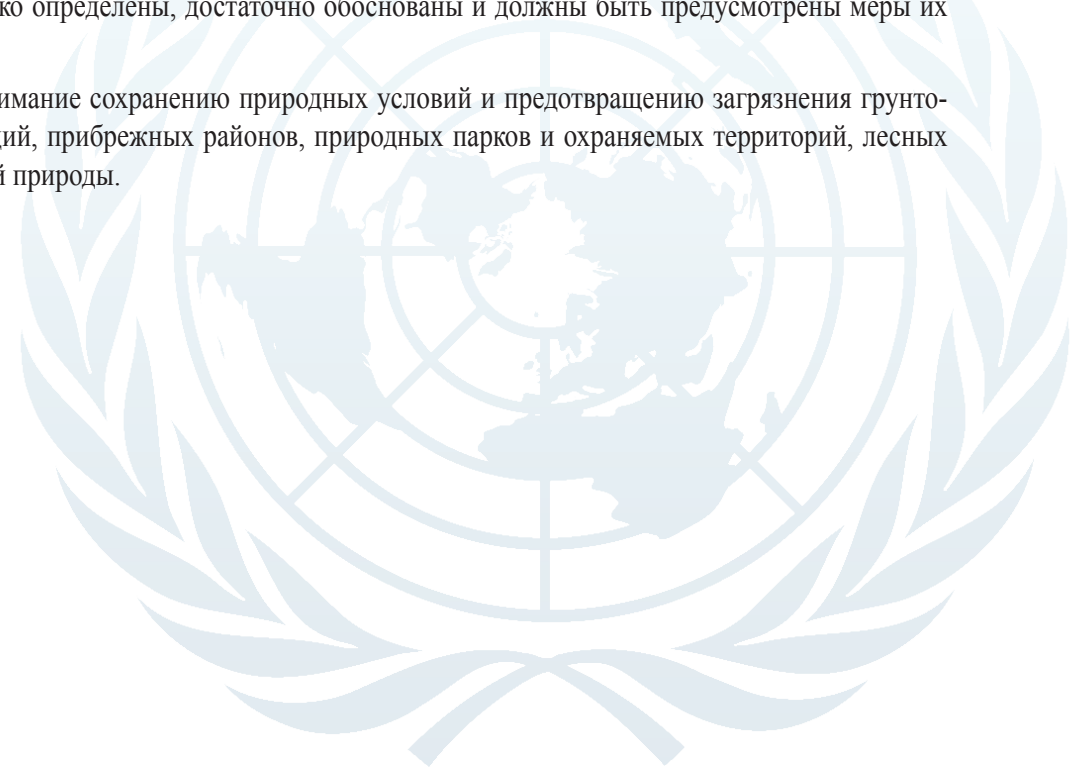 ко определены, достаточно обоснованы и должны быть предусмотрены меры их
имание сохранению природных условий и предотвращению загрязнения грунто-
ций, прибрежных районов, природных парков и охраняемых территорий, лесных
й природы.